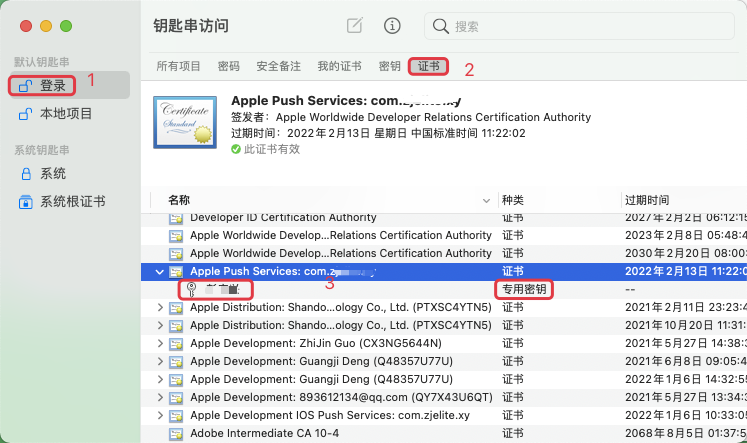 钥匙串访问
搜索
默认钥匙串
1
登录
本地项目
系统钥匙串
系统
系统根证书
所有项目 密码 安全备注 我的证书 密钥 证书 2
Certificate
Standard
Apple Push Services: com.zjelite.xy
签发者：Apple Worldwide Developer Relations Certification Authority
过期时间：2022年2月13日 星期日 中国标准时间 11:22:02
此证书有效
名称 种类 过期时间
Developer ID Certification Authority 证书 2027年2月2日 06:12:15
Apple Worldwide Develop...Relations Certification Authority 证书 2023年2月8日 05:48:4
Apple Worldwide Develop...Relations Certification Authority 证书 2030年2月20日 08:00:
Apple Push Services: com.z 证书 2022年2月13日 11:22:0
3 专用密钥 --
Apple Distribution: Shando...ology Co., Ltd. (PTXSC4YTN5) 证书 2021年2月11日 23:23:4
Apple Distribution: Shando...ology Co., Ltd. (PTXSC4YTN5) 证书 2021年10月20日 11:31:
Apple Development: ZhiJin Guo (CX3NG5644N) 证书 2021年5月27日 14:38:3
Apple Development: Guangji Deng (Q48357U77U) 证书 2021年6月8日 09:05:4
Apple Development: Guangji Deng (Q48357U77U) 证书 2022年1月6日 14:32:55
Apple Development: 893612134@qq.com (QY7X43U6QT) 证书 2021年5月27日 13:34:3
Apple Development IOS Push Services: com.zjelite.xy 证书 2022年1月6日 10:33:05
Adobe Intermediate CA 10-4 证书 2068年8月5日 01:37:5